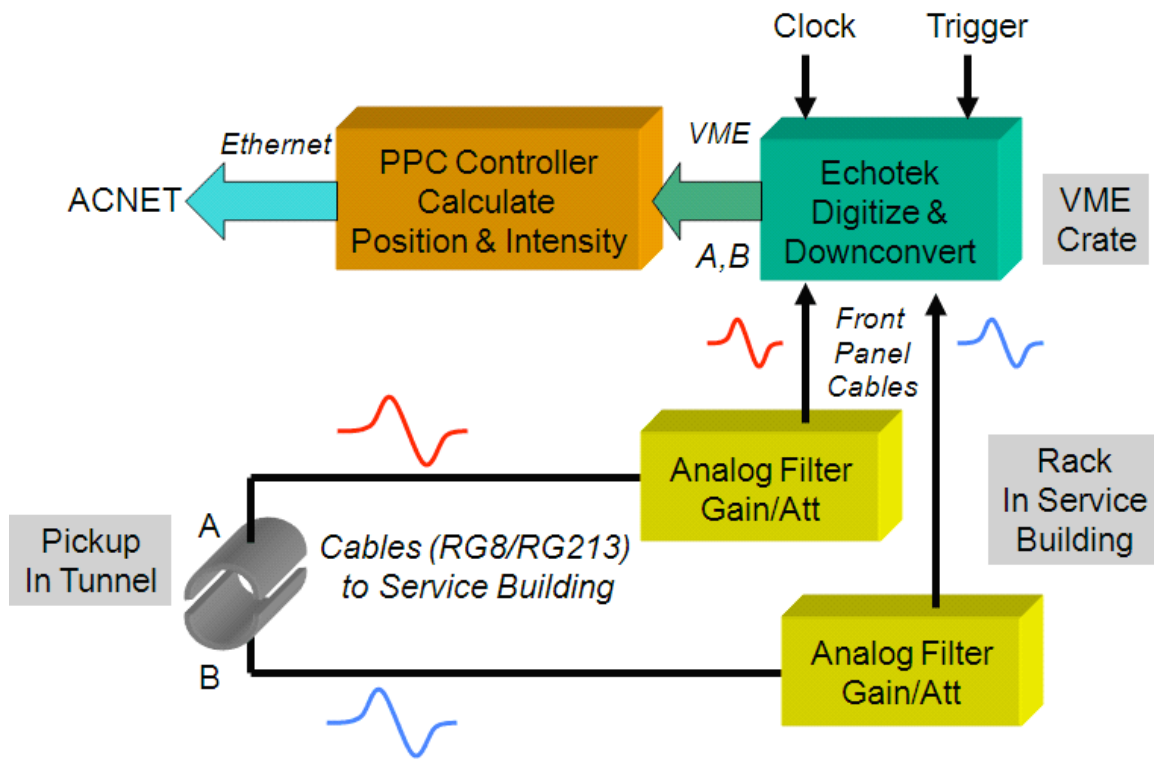 Clock
Trigger
Ethernet
ACNET
PPC Controller
Calculate
Position & Intensity
VME
A,B
Echotek
Digitize &
Downconvert
VME
Crate
Front
Panel
Cables
Analog Filter
Gain/Att
Rack
In Service
Building
Pickup
In Tunnel
A
B
Cables (RG8/RG213)
to Service Building
Analog Filter
Gain/Att